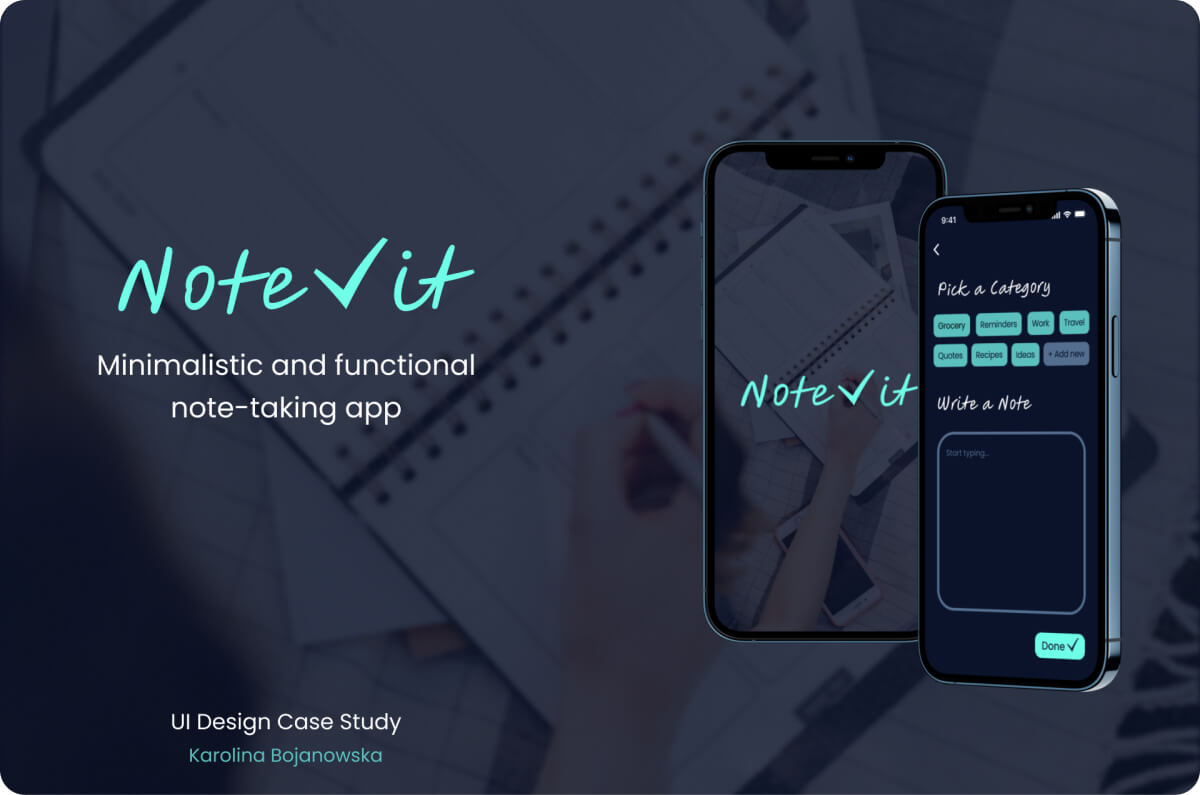 Note✓it
Minimalistic and functional
note-taking app
UI Design Case Study
Karolina Bojanowska
Note✓it
9:41
Pick a Category
Grocery Reminders Work Travel
Quotes Recipes Ideas + Add new
Write a Note
Start typing...
Done ✓